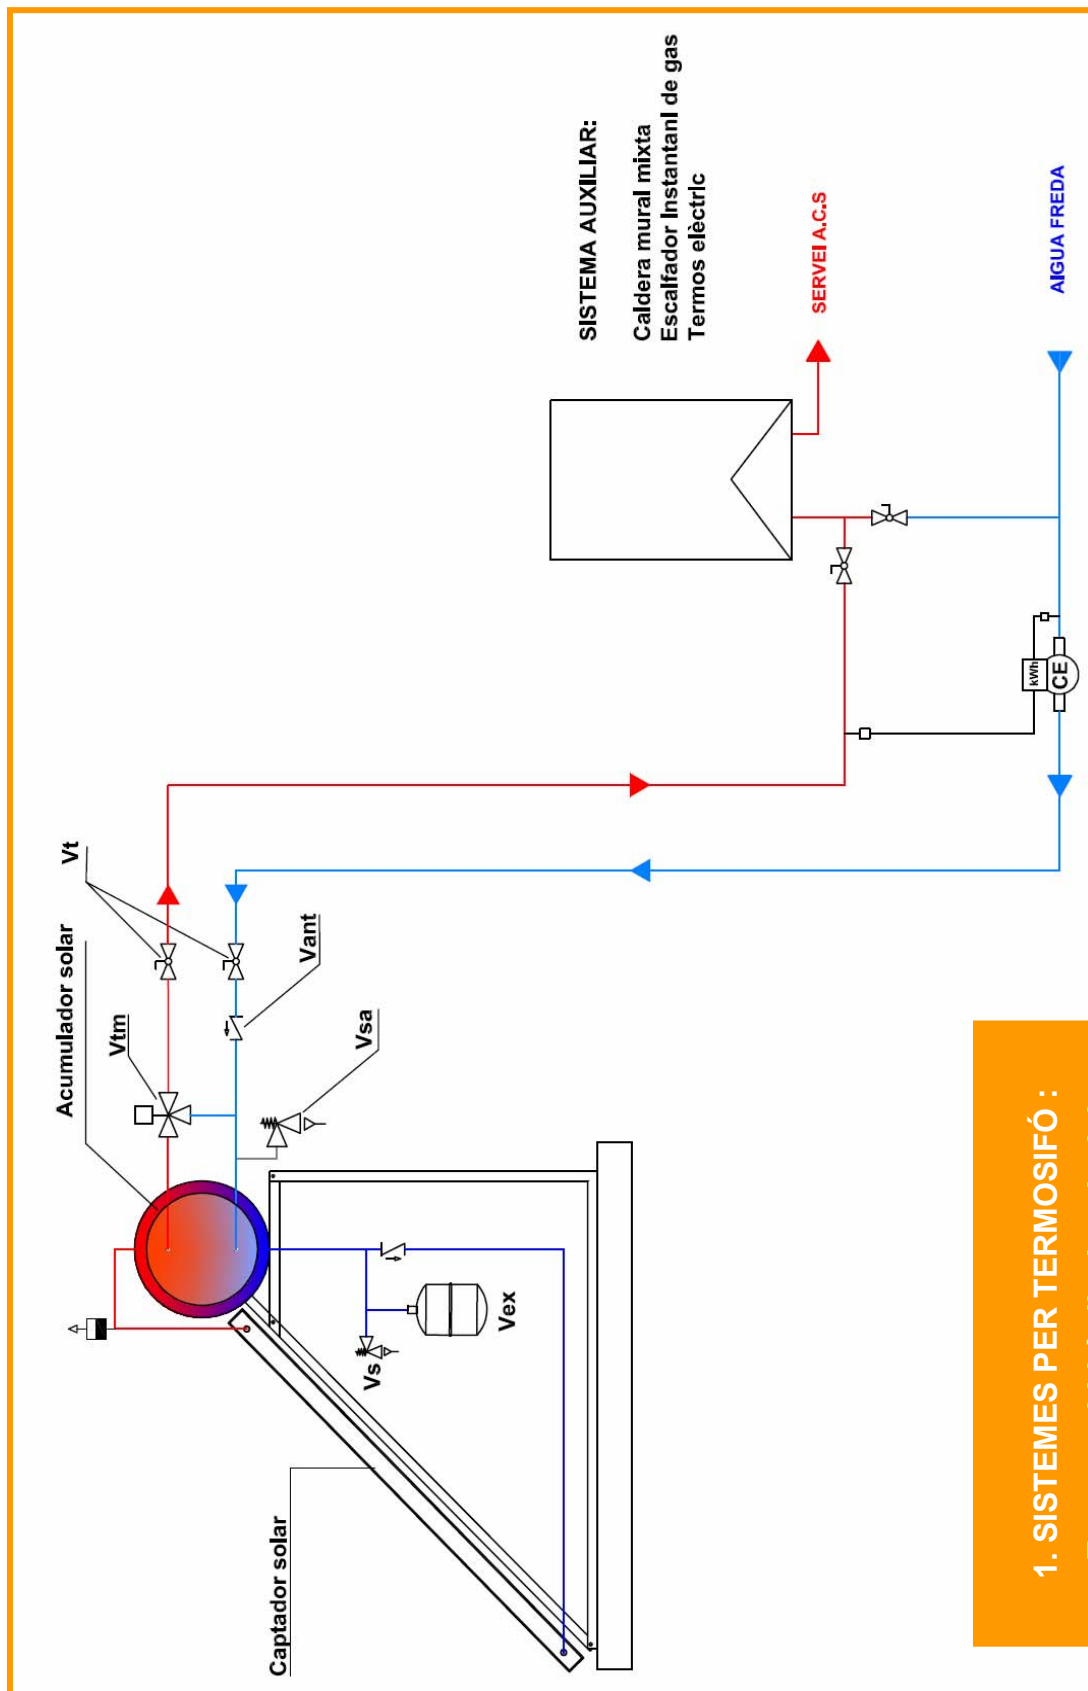 Acumulador solar
Vt
Vtm
Vant
Vsa
Captador solar
Vs
Vex
SISTEMA AUXILIAR:
Caldera mural mixta
Escalfador Instantani de gas
Termos elèctric
SERVEI A.C.S
AIGUA FREDA
kWh
CE
1. SISTEMES PER TERMOSIFÓ :